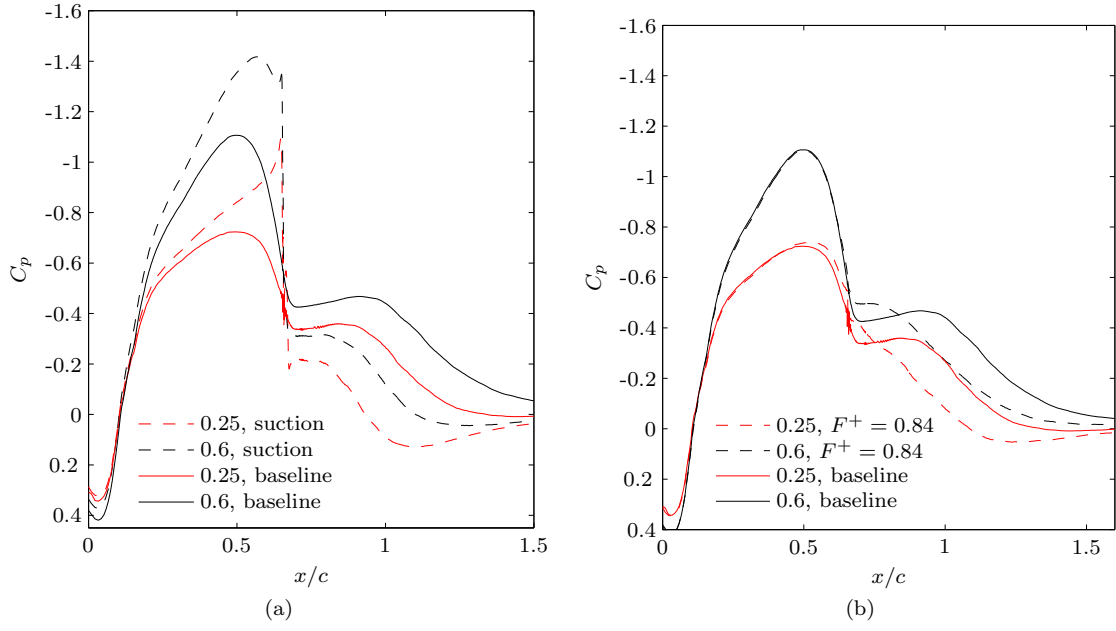 -1.6
-1.4
-1.2
-1
-0.8
-0.6
-0.4
-0.2
0
0.2
0.4
C_p
0.25, suction
0.6, suction
0.25, baseline
0.6, baseline
0 0.5 1 1.5
x/c
(a)
-1.6
-1.4
-1.2
-1
-0.8
-0.6
-0.4
-0.2
0
0.2
0.4
C_p
0.25, F^+ = 0.84
0.6, F^+ = 0.84
0.25, baseline
0.6, baseline
0 0.5 1 1.5
x/c
(b)